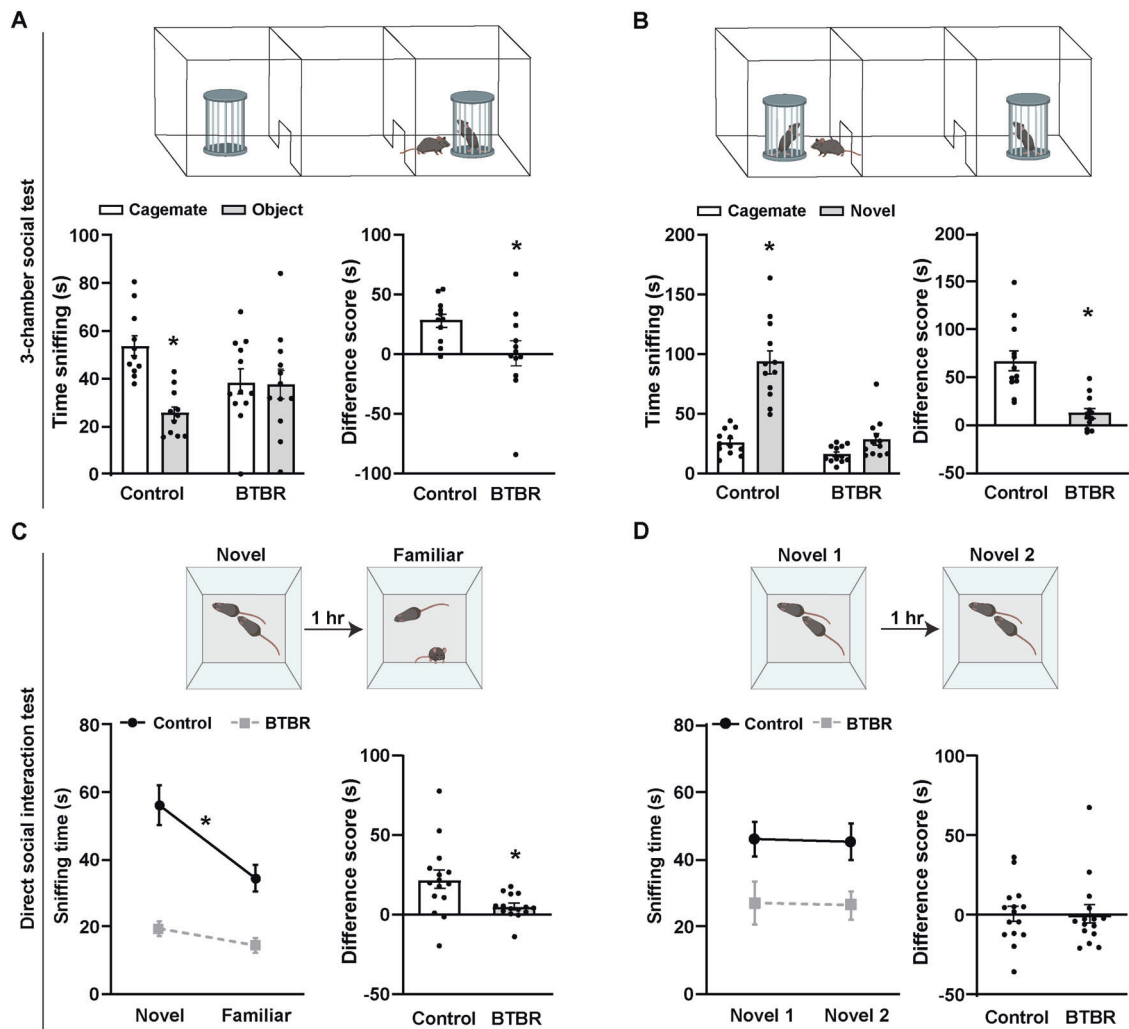 A
3-chamber social test
Cagemate Object
Time sniffing (s)
100
80
60
40
20
0
*
Control BTBR
Difference score (s)
100
50
0
-50
-100
*
Control BTBR
B
Cagemate Novel
Time sniffing (s)
200
150
100
50
0
*
Control BTBR
Difference score (s)
200
150
100
50
0
-50
*
Control BTBR
C
Direct social interaction test
Novel
1 hr
Familiar
Control BTBR
Sniffing time (s)
80
60
40
20
0
*
Novel Familiar
Difference score (s)
100
50
0
-50
*
Control BTBR
D
Novel 1
1 hr
Novel 2
Control BTBR
Sniffing time (s)
80
60
40
20
0
Novel 1 Novel 2
Difference score (s)
100
50
0
-50
Control BTBR